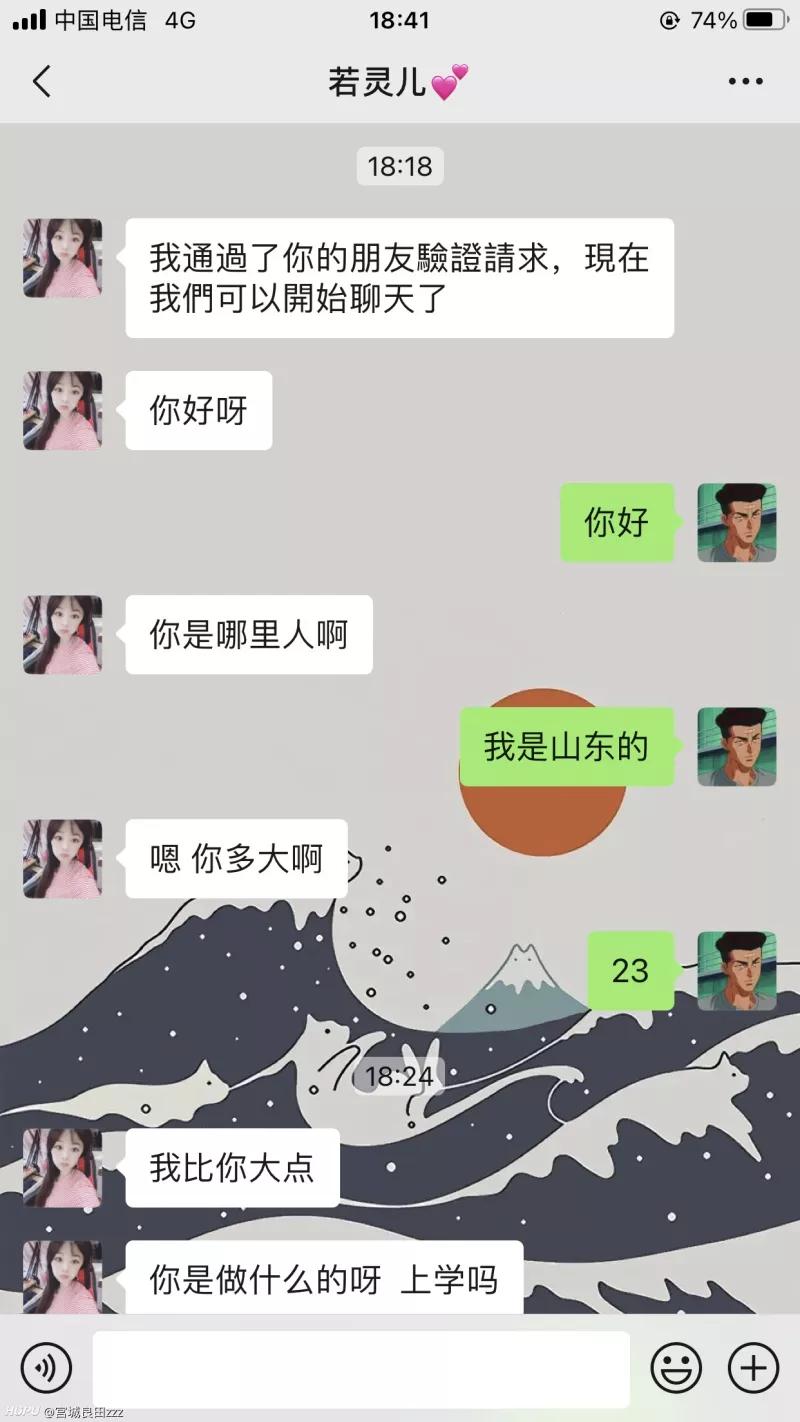 中国电信 4G 18:41 74%
若灵儿💕
18:18
我通過了你的朋友驗證請求，現在
我們可以開始聊天了
你好呀
你好
你是哪里人啊
我是山东的
嗯 你多大啊
23
18:24
我比你大点
你是做什么的呀 上学吗
HUPU @宫城良田zzz